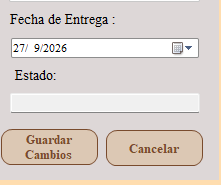 Fecha de Entrega :
27/ 9/2026
Estado:
Guardar
Cambios
Cancelar